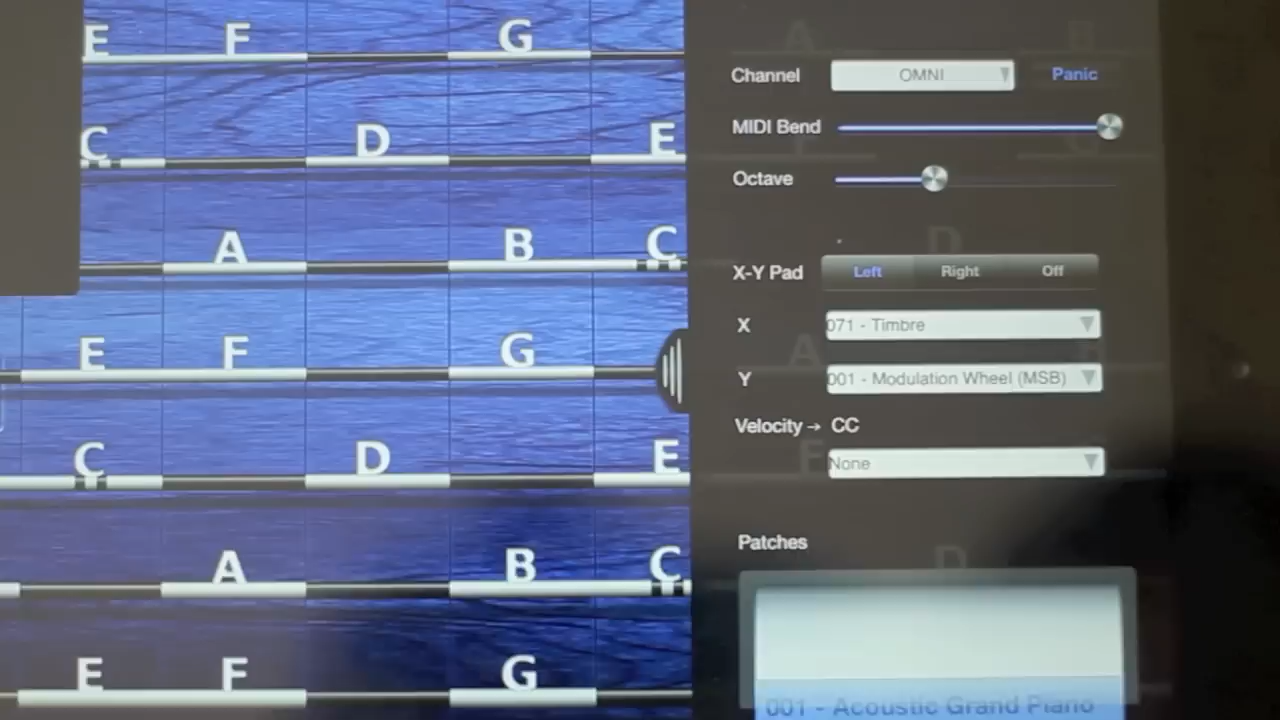 E F G
Channel OMNI Panic
C D E
MIDI Bend
Octave
A B C
X-Y Pad Left Right Off
X 071 - Timbre
E F G
Y 001 - Modulation Wheel (MSB)
Velocity → CC
C D E
None
Patches
A B C
E F G
001 - Acoustic Grand Piano